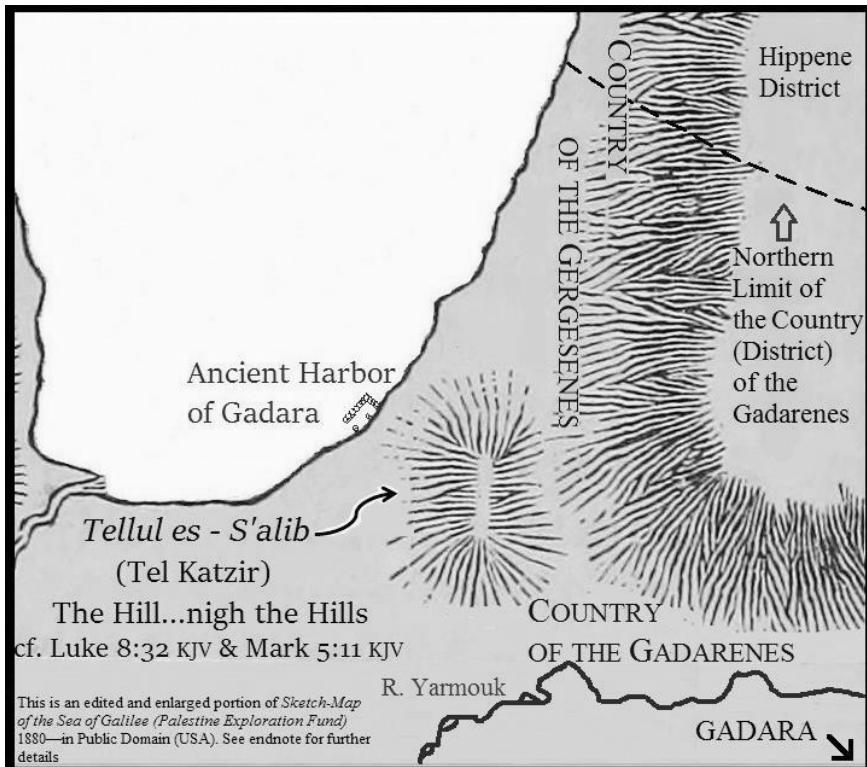 Hippene
District
COUNTRY
OF THE GERGESENES
Northern
Limit of
the Country
(District)
of the
Gadarenes
Ancient Harbor
of Gadara
Tellul es - S'alib
(Tel Katzir)
The Hill...nigh the Hills
cf. Luke 8:32 KJV & Mark 5:11 KJV
COUNTRY
OF THE GADARENES
R. Yarmouk
GADARA
This is an edited and enlarged portion of Sketch-Map
of the Sea of Galilee (Palestine Exploration Fund)
1880—in Public Domain (USA). See endnote for further
details